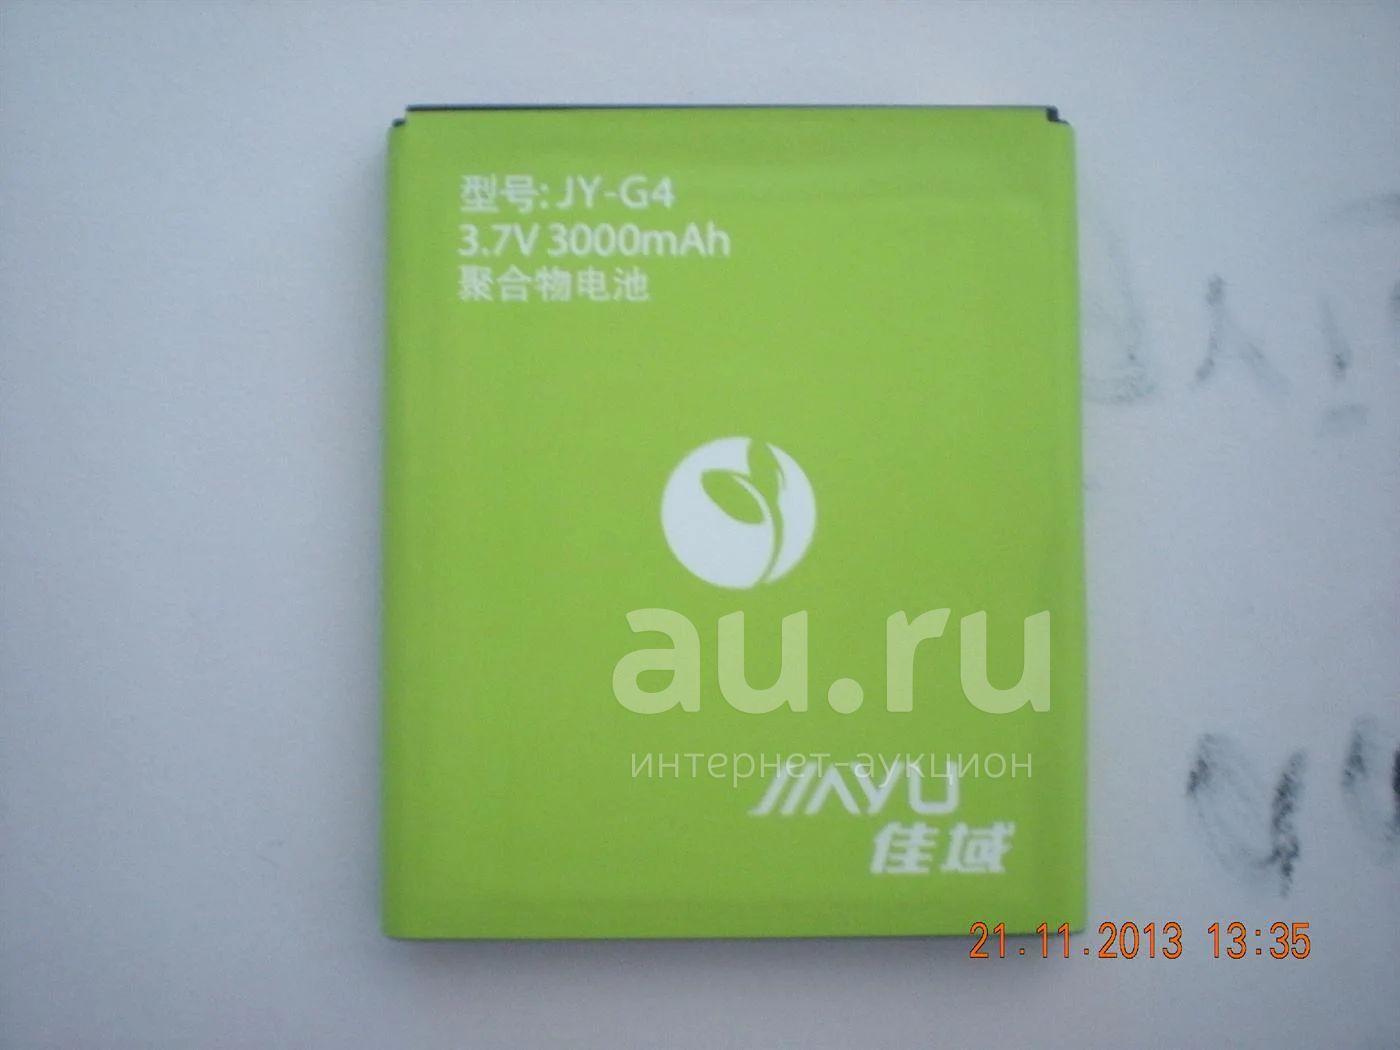 型号: JY-G4
3.7V 3000mAh
聚合物电池
au.ru
интернет-аукцион
JIAYU
佳域
21.11.2013 13:35